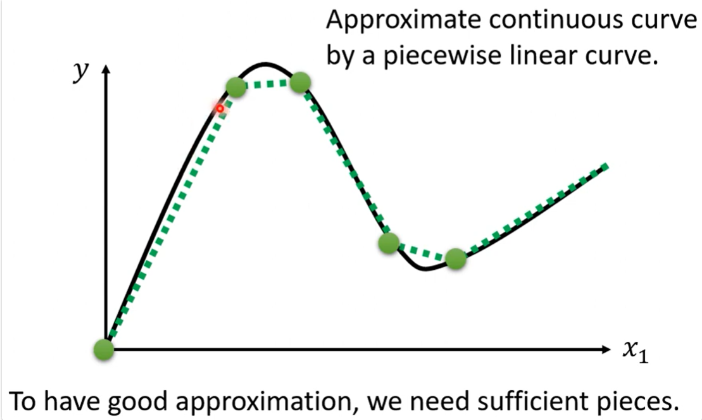 Approximate continuous curve
by a piecewise linear curve.
y
x₁
To have good approximation, we need sufficient pieces.